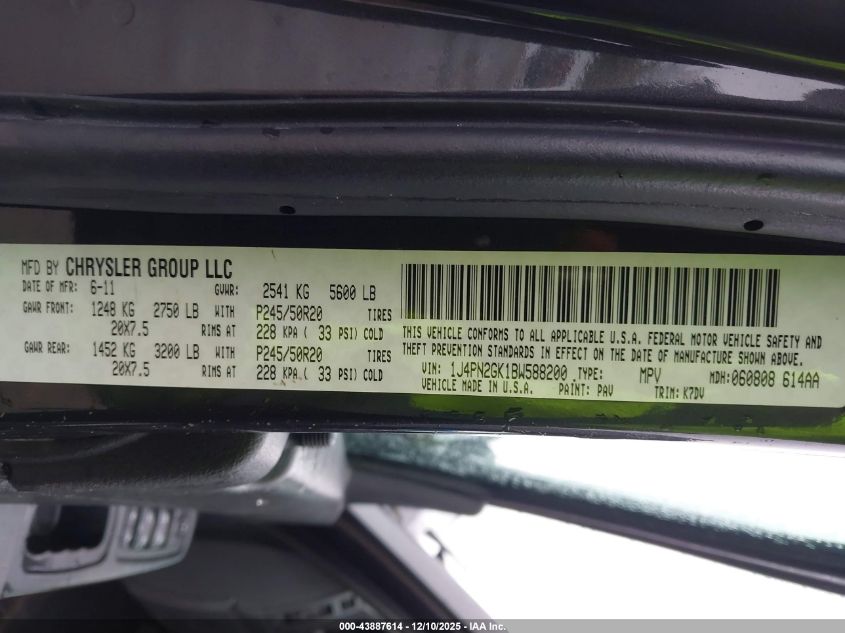 MFD BY CHRYSLER GROUP LLC
DATE OF MFR: 6-11 GVWR: 2541 KG 5600 LB
GAWR FRONT: 1248 KG 2750 LB WITH P245/50R20 TIRES
20X7.5 RIMS AT 228 KPA ( 33 PSI) COLD
GAWR REAR: 1452 KG 3200 LB WITH P245/50R20 TIRES
20X7.5 RIMS AT 228 KPA ( 33 PSI) COLD
THIS VEHICLE CONFORMS TO ALL APPLICABLE U.S.A. FEDERAL MOTOR VEHICLE SAFETY AND
THEFT PREVENTION STANDARDS IN EFFECT ON THE DATE OF MANUFACTURE SHOWN ABOVE.
VIN: 1J4PN2GK1BW588200 TYPE: MPV MDH: 060808 614AA
VEHICLE MADE IN U.S.A. PAINT: PAV TRIM: K7DV
000-43887614 - 12/10/2025 - IAA Inc.